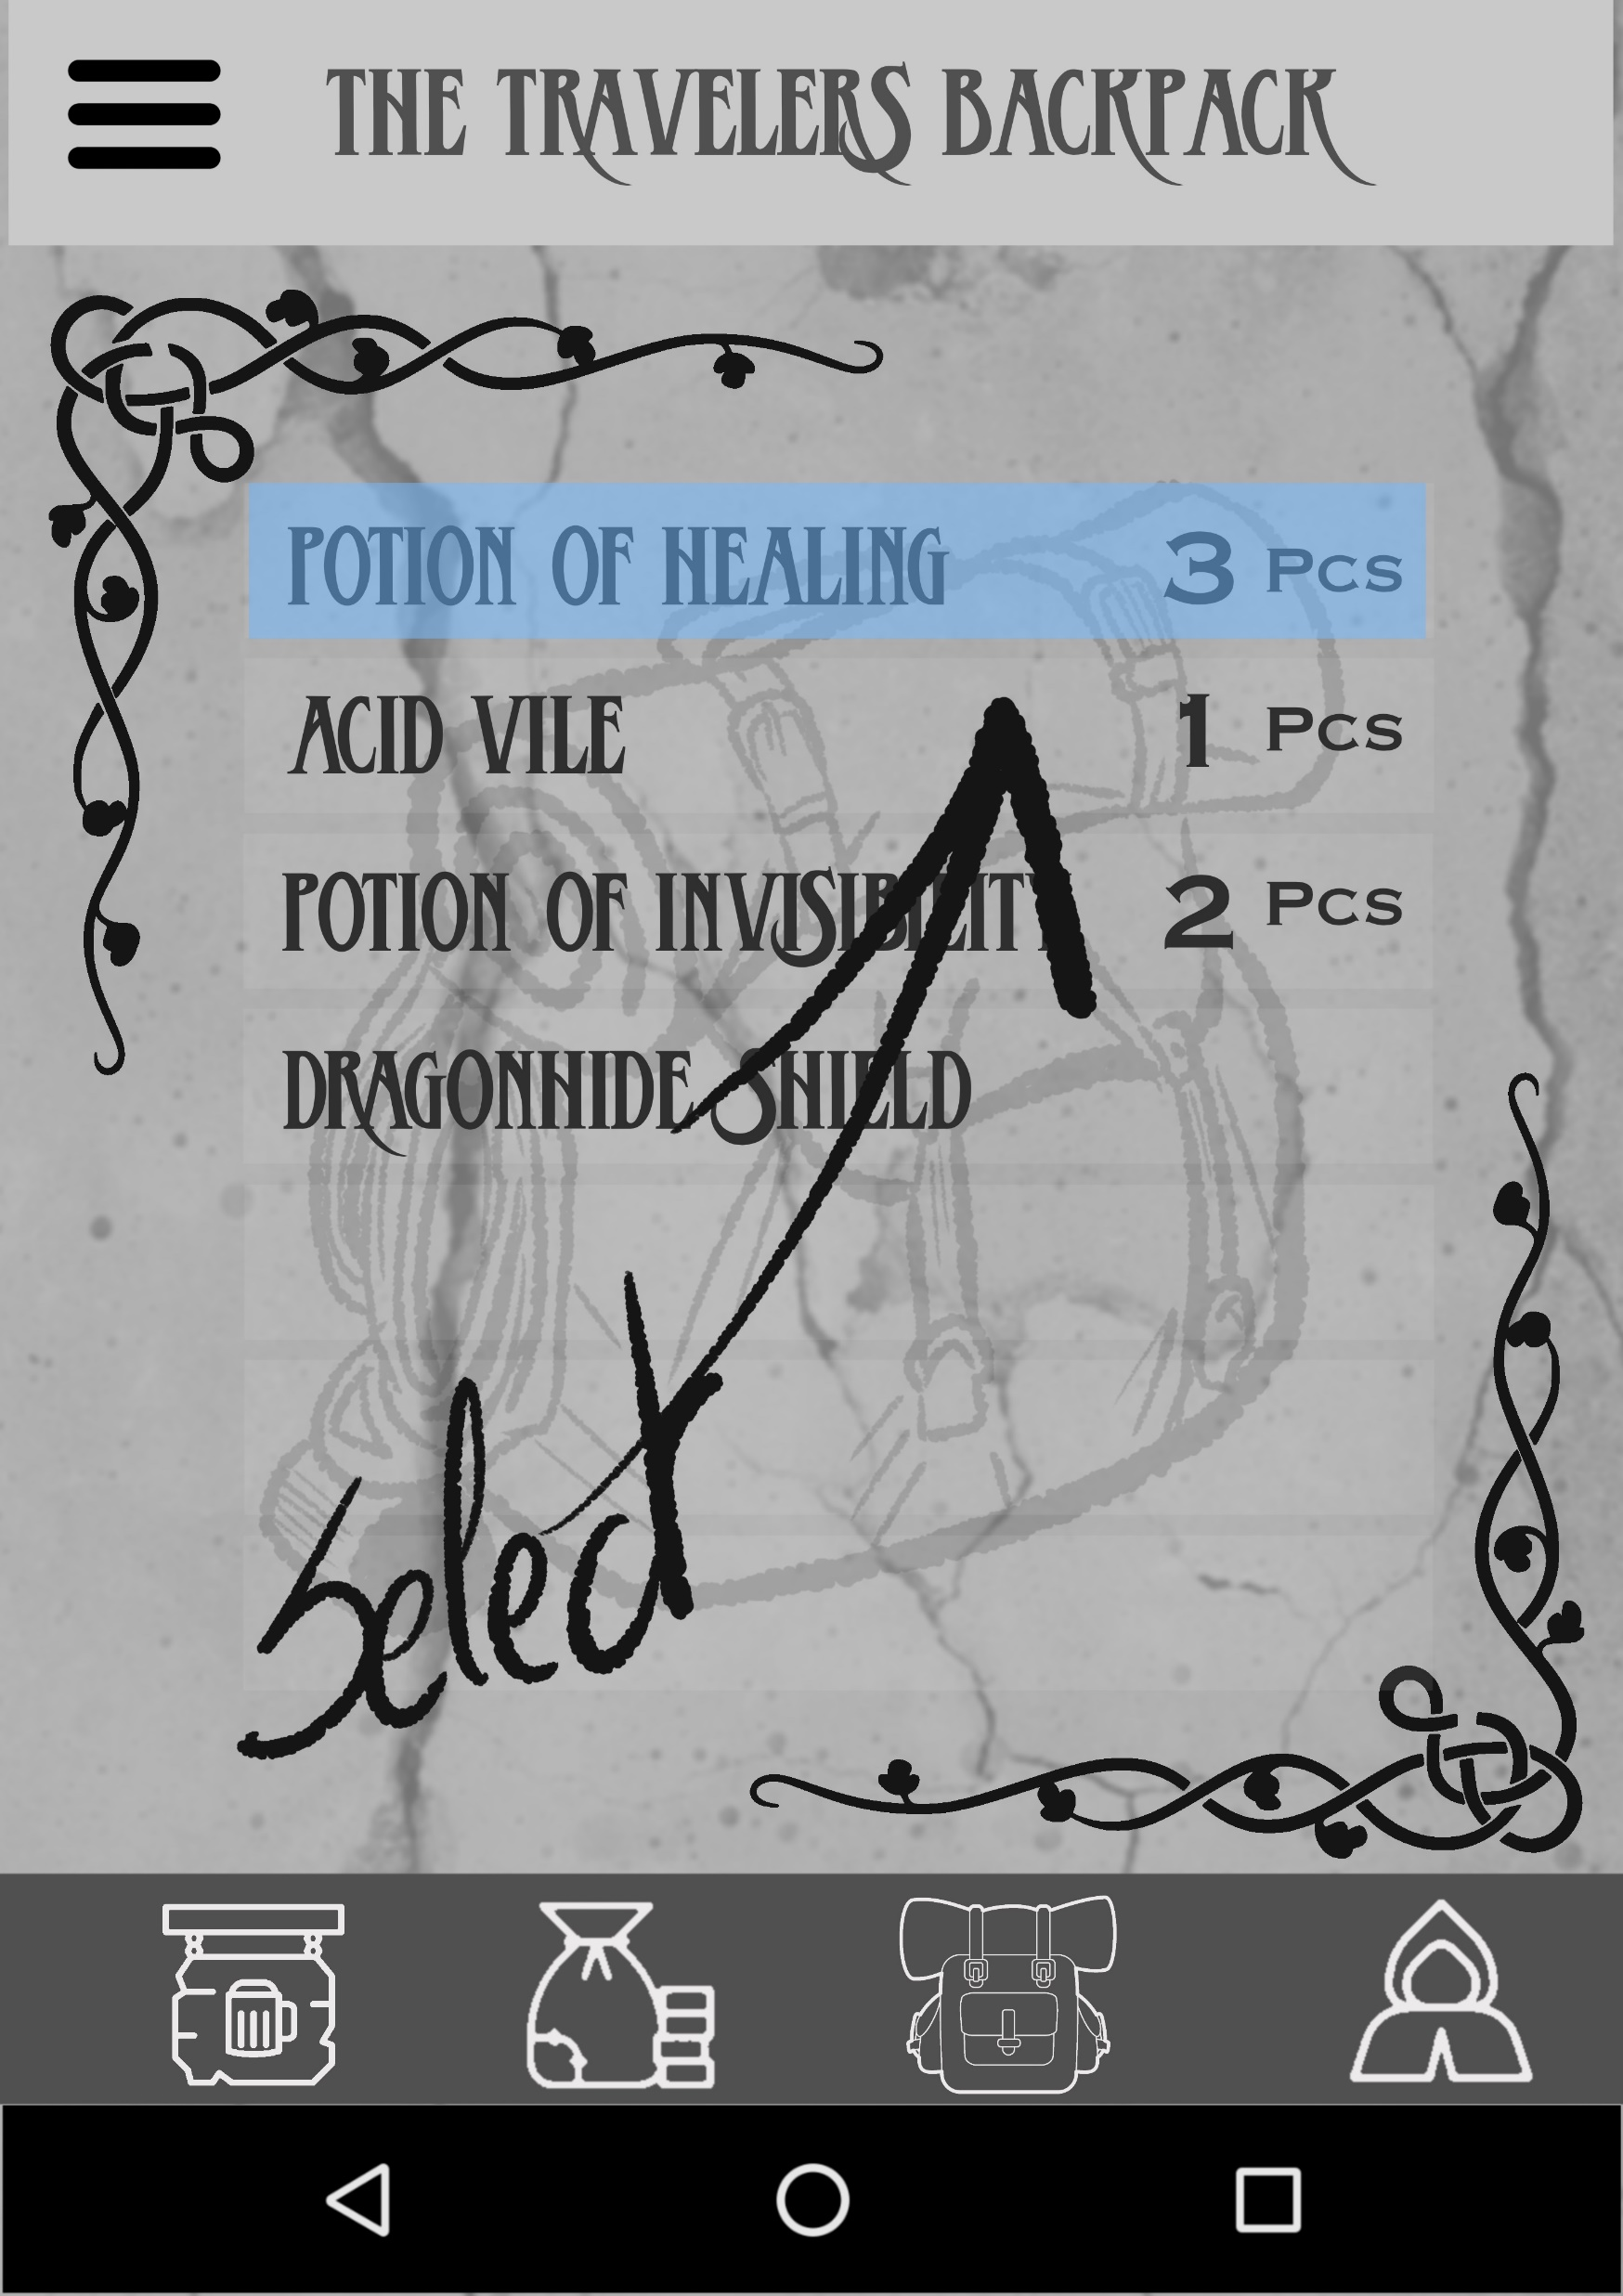 THE TRAVELERS BACKPACK
POTION OF HEALING 3 PCS
ACID VILE 1 PCS
POTION OF INVISIBILITY 2 PCS
DRAGONHIDE SHIELD
Select